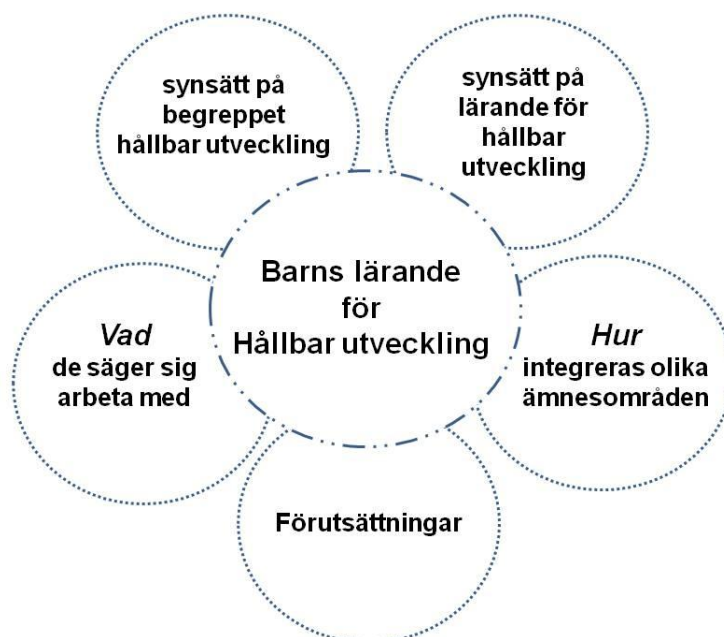 synsätt på
begreppet
hållbar utveckling
synsätt på
lärande för
hållbar
utveckling
Barns lärande
för
Hållbar utveckling
Vad
de säger sig
arbeta med
Hur
integreras olika
ämnesområden
Förutsättningar